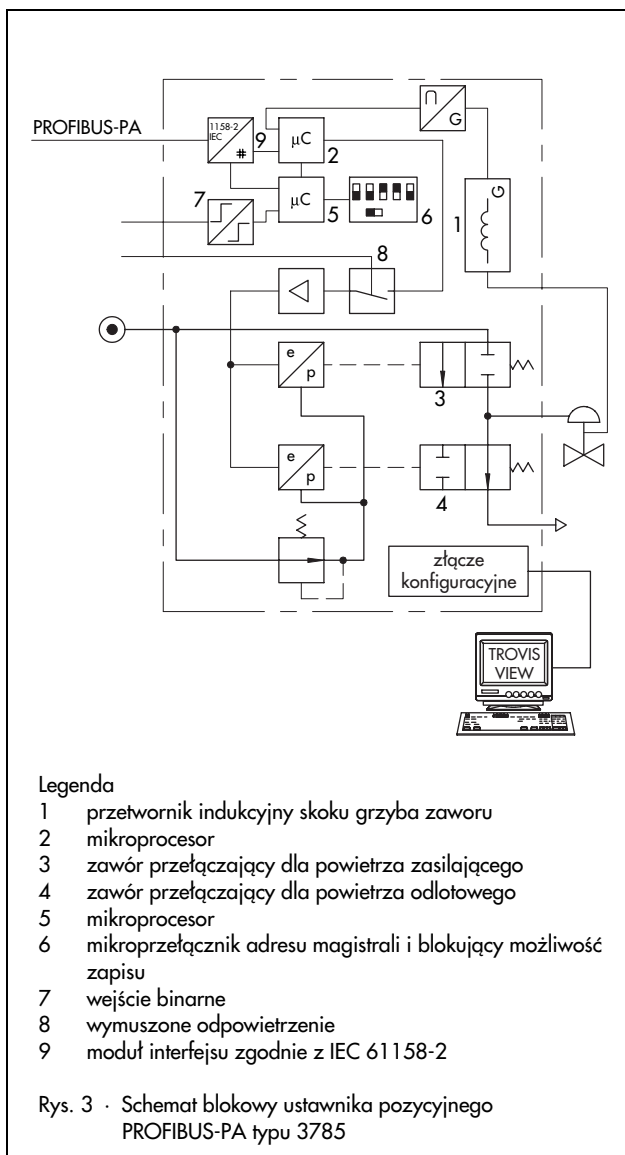 PROFIBUS-PA
1158-2
IEC
#
9
µC
2
G
7
µC
5
6
1
G
8
e
p
3
e
p
4
złącze
konfiguracyjne
TROVIS
VIEW
Legenda
1 przetwornik indukcyjny skoku grzyba zaworu
2 mikroprocesor
3 zawór przełączający dla powietrza zasilającego
4 zawór przełączający dla powietrza odlotowego
5 mikroprocesor
6 mikroprzełącznik adresu magistrali i blokujący możliwość
zapisu
7 wejście binarne
8 wymuszone odpowietrzenie
9 moduł interfejsu zgodnie z IEC 61158-2
Rys. 3 · Schemat blokowy ustawnika pozycyjnego
PROFIBUS-PA typu 3785